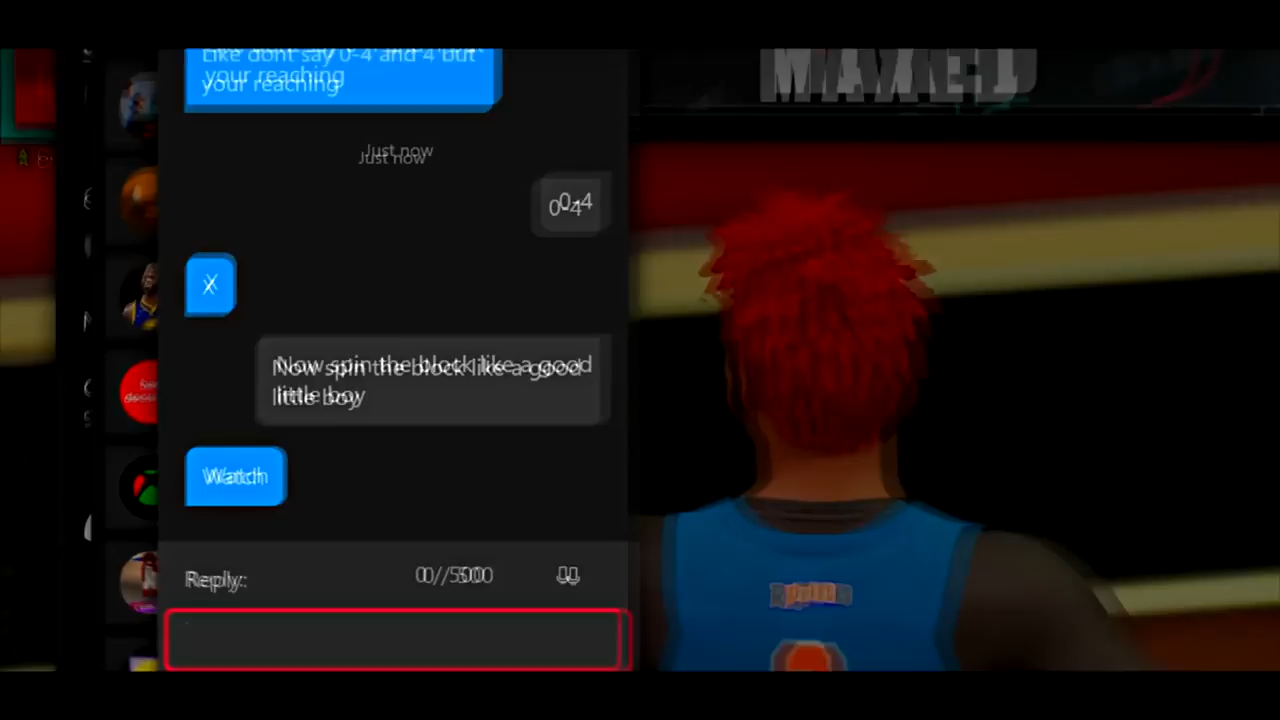 Like dont say 0-4 and 4 but
your reaching
MAXED
Just now
0-4
X
Now spin the block like a good
little boy
Watch
Reply:
0/500